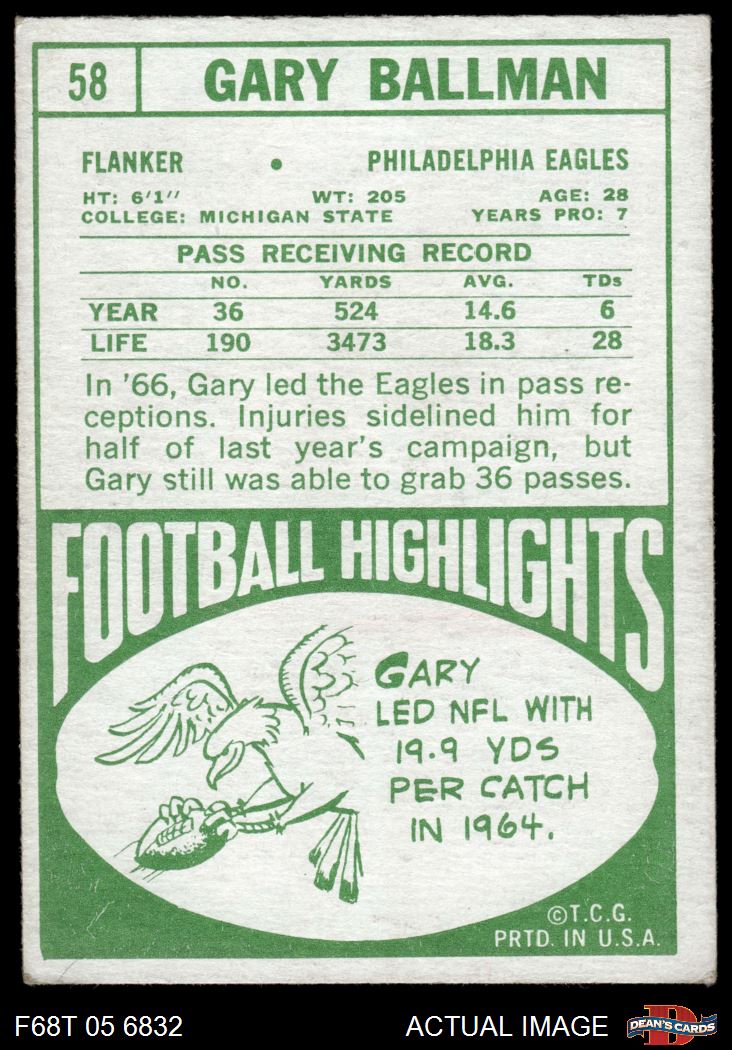 58 GARY BALLMAN
FLANKER • PHILADELPHIA EAGLES
HT: 6'1" WT: 205 AGE: 28
COLLEGE: MICHIGAN STATE YEARS PRO: 7
PASS RECEIVING RECORD
NO. YARDS AVG. TDs
YEAR 36 524 14.6 6
LIFE 190 3473 18.3 28
In '66, Gary led the Eagles in pass re-
ceptions. Injuries sidelined him for
half of last year's campaign, but
Gary still was able to grab 36 passes.
FOOTBALL HIGHLIGHTS
GARY
LED NFL WITH
19.9 YDS
PER CATCH
IN 1964.
©T.C.G.
PRTD. IN U.S.A.
F68T 05 6832 ACTUAL IMAGE D DEAN'S CARDS